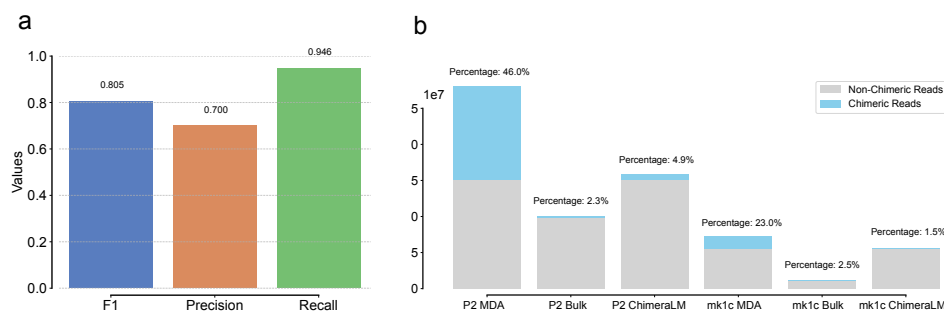 a
1.0
0.8
0.6
0.4
0.2
0.0
Values
0.805
0.700
0.946
F1
Precision
Recall
b
1e7
5
0
5
0
5
0
Percentage: 46.0%
Percentage: 2.3%
Percentage: 4.9%
Percentage: 23.0%
Percentage: 2.5%
Percentage: 1.5%
Non-Chimeric Reads
Chimeric Reads
P2 MDA
P2 Bulk
P2 ChimeraLM
mk1c MDA
mk1c Bulk
mk1c ChimeraLM